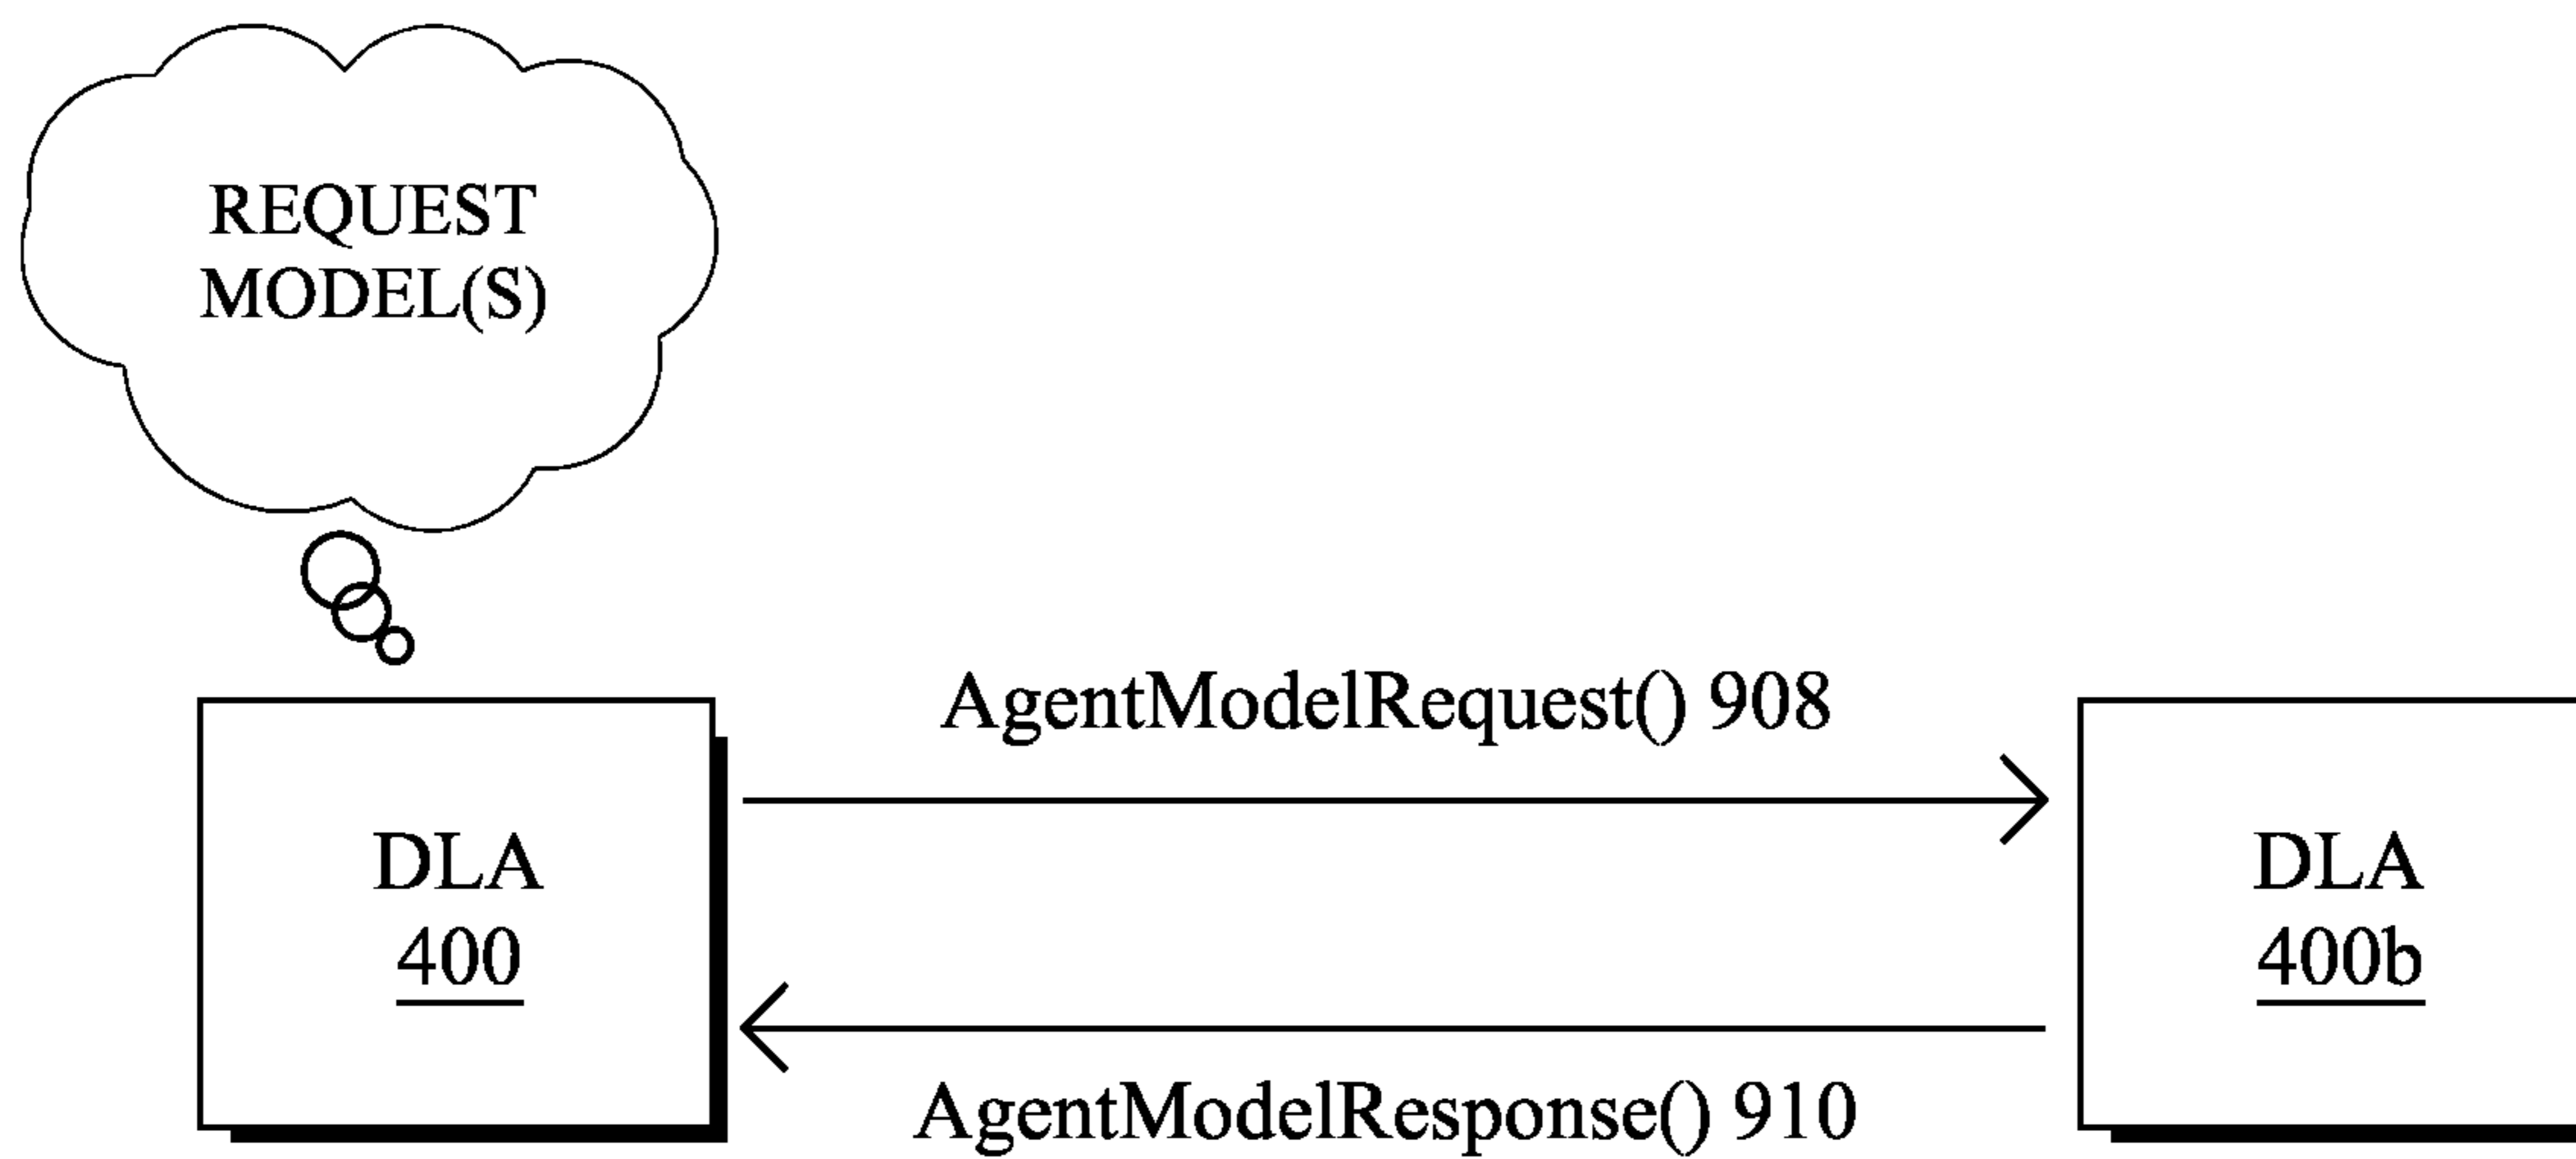 REQUEST
MODEL(S)
AgentModelRequest() 908
DLA
400
DLA
400b
AgentModelResponse() 910